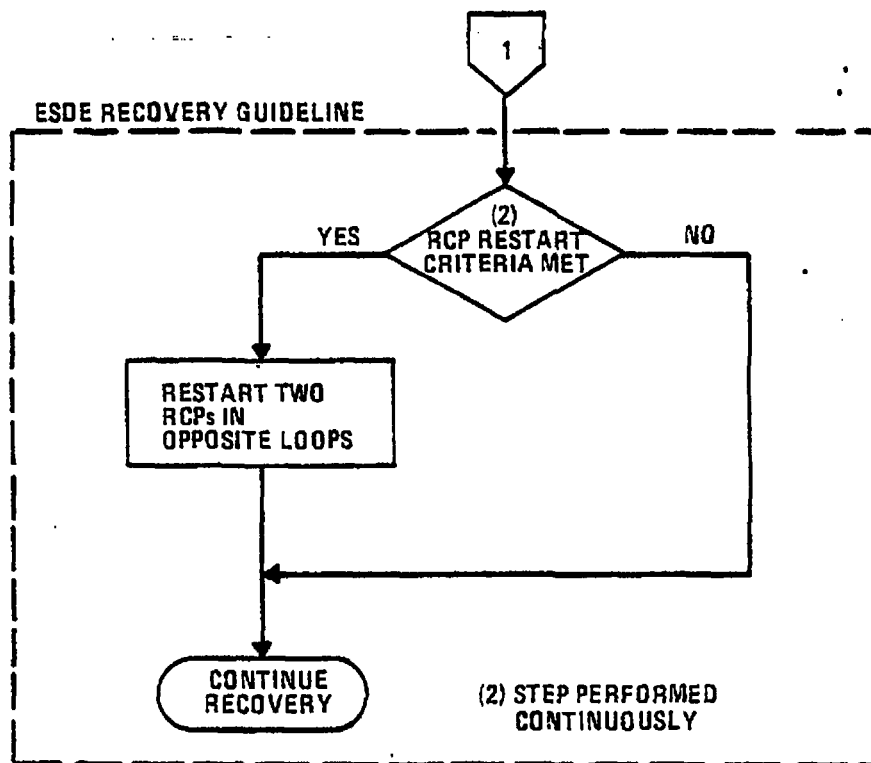 1
ESDE RECOVERY GUIDELINE
(2)
RCP RESTART
CRITERIA MET
YES
NO
RESTART TWO
RCPs IN
OPPOSITE LOOPS
CONTINUE
RECOVERY
(2) STEP PERFORMED
CONTINUOUSLY